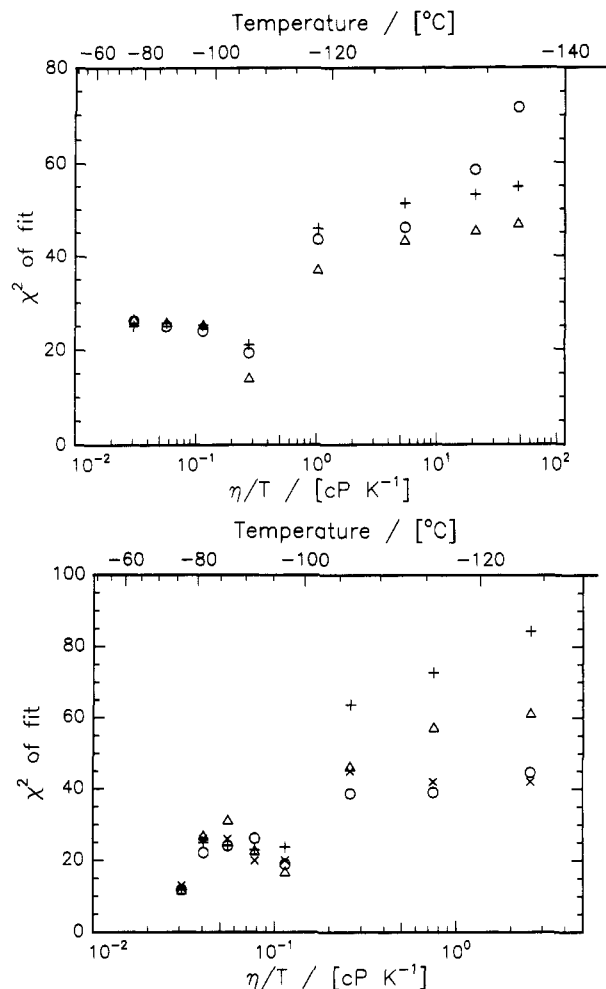 Temperature / [°C]
−60 −80 −100 −120 −140
80
60
40
20
0
χ² of fit
10⁻² 10⁻¹ 10⁰ 10¹ 10²
η/T / [cP K⁻¹]
Temperature / [°C]
−60 −80 −100 −120
100
80
60
40
20
0
χ² of fit
10⁻² 10⁻¹ 10⁰
η/T / [cP K⁻¹]